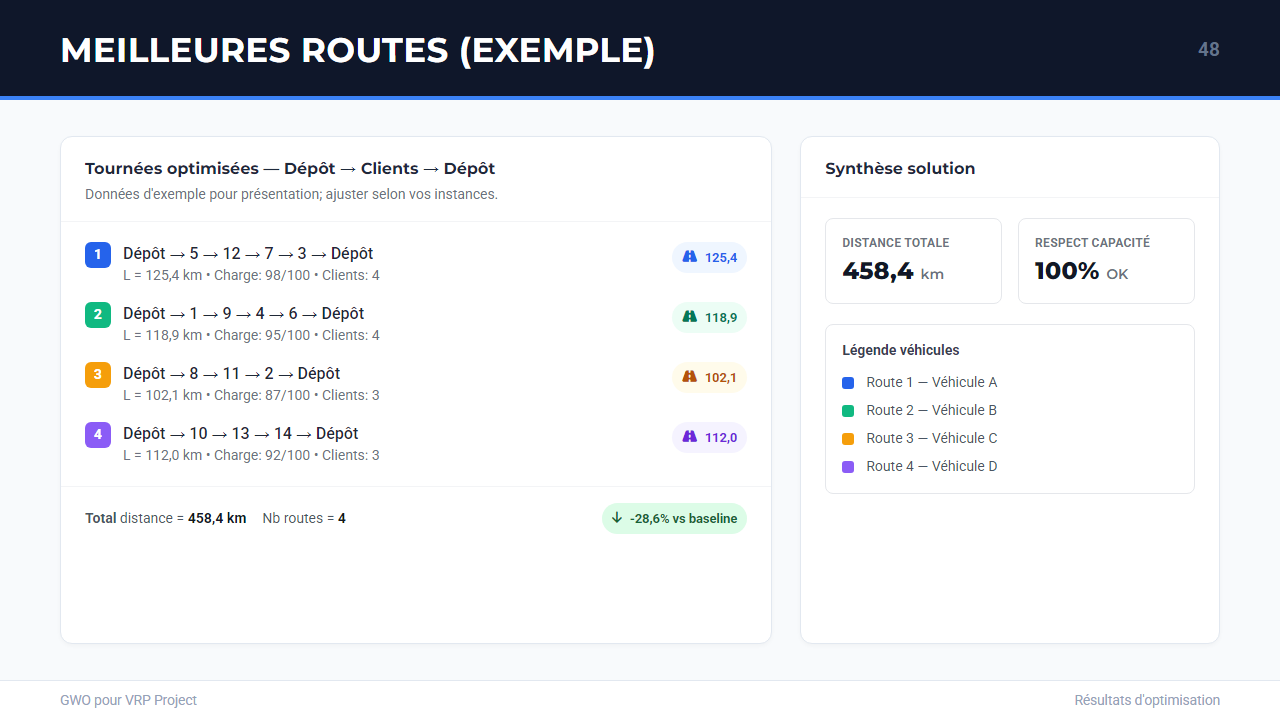 MEILLEURES ROUTES (EXEMPLE)
48
Tournées optimisées — Dépôt → Clients → Dépôt
Données d'exemple pour présentation; ajuster selon vos instances.
1
Dépôt → 5 → 12 → 7 → 3 → Dépôt
L = 125,4 km • Charge: 98/100 • Clients: 4
125,4
2
Dépôt → 1 → 9 → 4 → 6 → Dépôt
L = 118,9 km • Charge: 95/100 • Clients: 4
118,9
3
Dépôt → 8 → 11 → 2 → Dépôt
L = 102,1 km • Charge: 87/100 • Clients: 3
102,1
4
Dépôt → 10 → 13 → 14 → Dépôt
L = 112,0 km • Charge: 92/100 • Clients: 3
112,0
Total distance = 458,4 km Nb routes = 4
↓ -28,6% vs baseline
Synthèse solution
DISTANCE TOTALE
458,4 km
RESPECT CAPACITÉ
100% OK
Légende véhicules
Route 1 — Véhicule A
Route 2 — Véhicule B
Route 3 — Véhicule C
Route 4 — Véhicule D
GWO pour VRP Project
Résultats d'optimisation